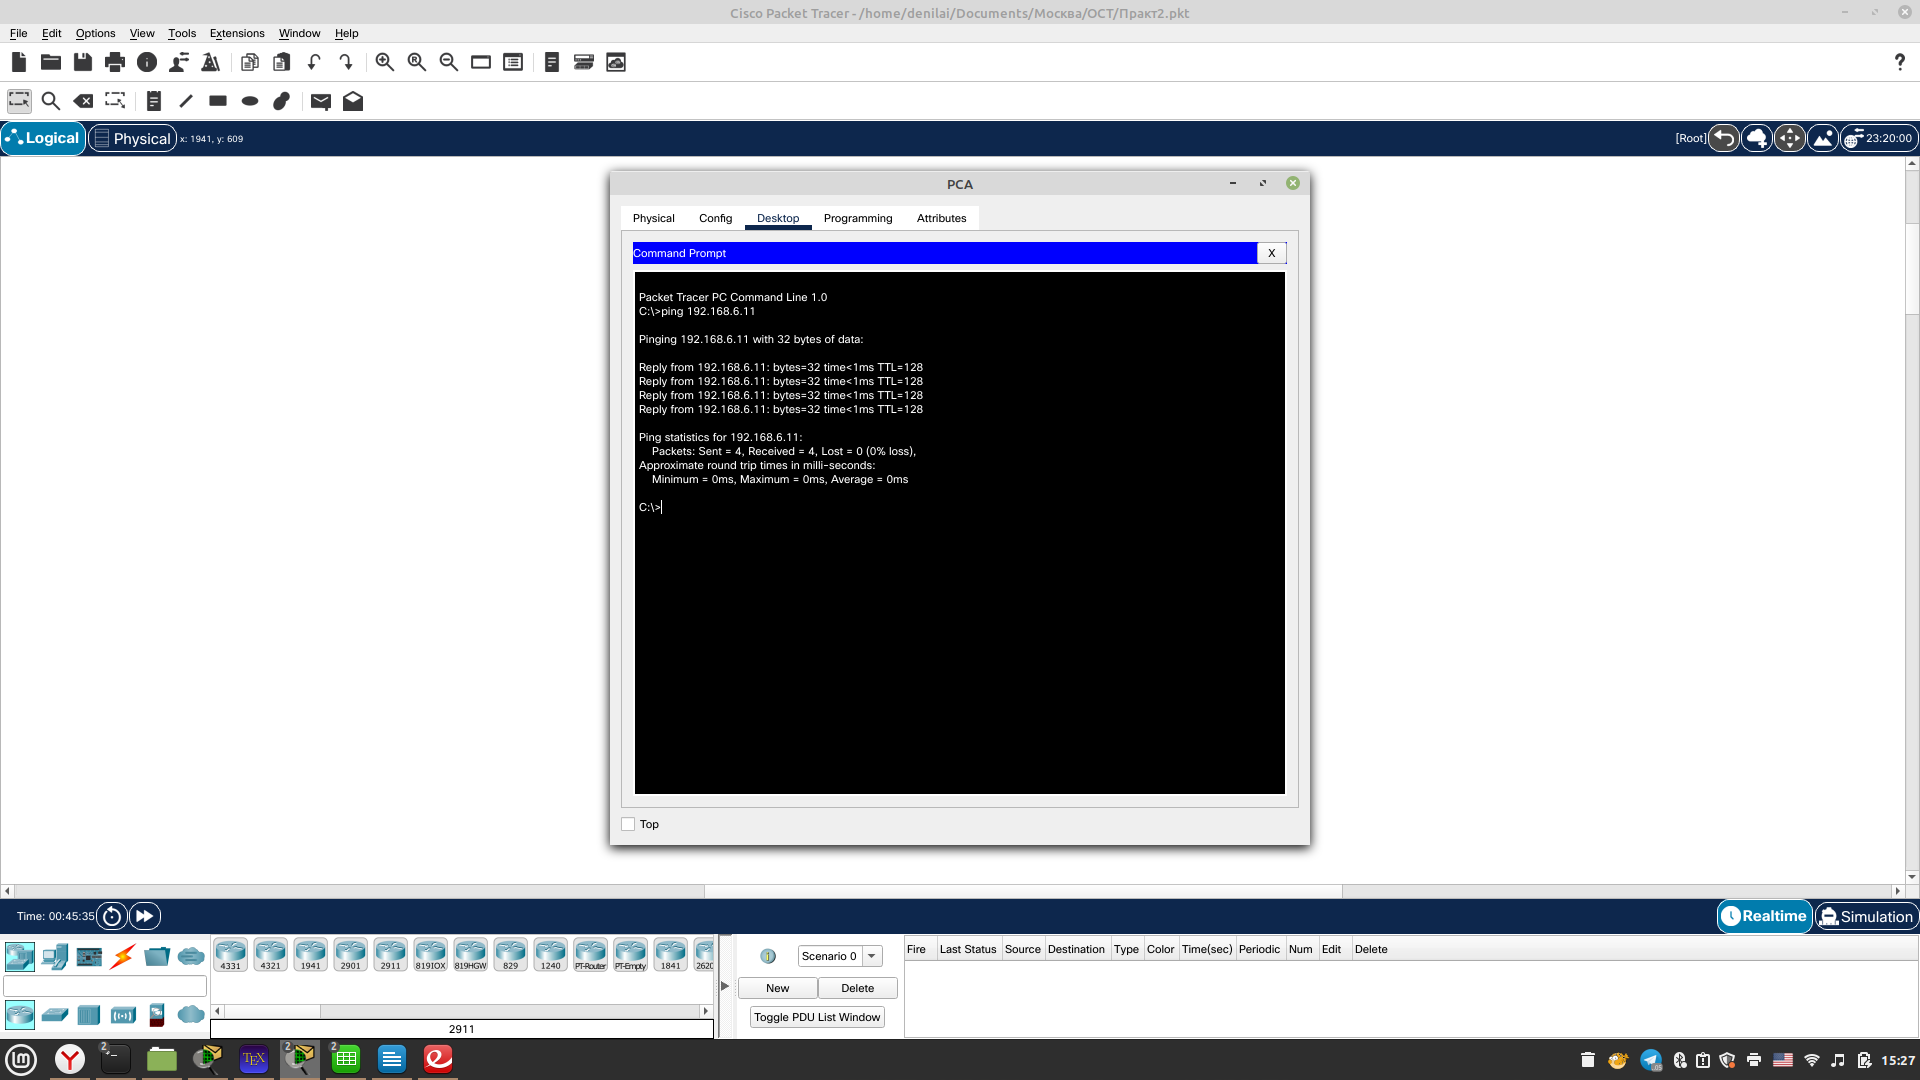 Cisco Packet Tracer - /home/denilai/Documents/Москва/ОСТ/Практ2.pkt
File Edit Options View Tools Extensions Window Help
?
Logical Physical x: 1941, y: 609 [Root] 23:20:00
PCA
Physical Config Desktop Programming Attributes
Command Prompt X
Packet Tracer PC Command Line 1.0
C:\>ping 192.168.6.11
Pinging 192.168.6.11 with 32 bytes of data:
Reply from 192.168.6.11: bytes=32 time<1ms TTL=128
Reply from 192.168.6.11: bytes=32 time<1ms TTL=128
Reply from 192.168.6.11: bytes=32 time<1ms TTL=128
Reply from 192.168.6.11: bytes=32 time<1ms TTL=128
Ping statistics for 192.168.6.11:
Packets: Sent = 4, Received = 4, Lost = 0 (0% loss),
Approximate round trip times in milli-seconds:
Minimum = 0ms, Maximum = 0ms, Average = 0ms
C:\>
Top
Time: 00:45:35 Realtime Simulation
4331 4321 1941 2901 2911 819IOX 819HGW 829 1240 PT-Router PT-Empty 1841 2620
Scenario 0
Fire Last Status Source Destination Type Color Time(sec) Periodic Num Edit Delete
New Delete
Toggle PDU List Window
2911
2 TEX 2 2 15:27